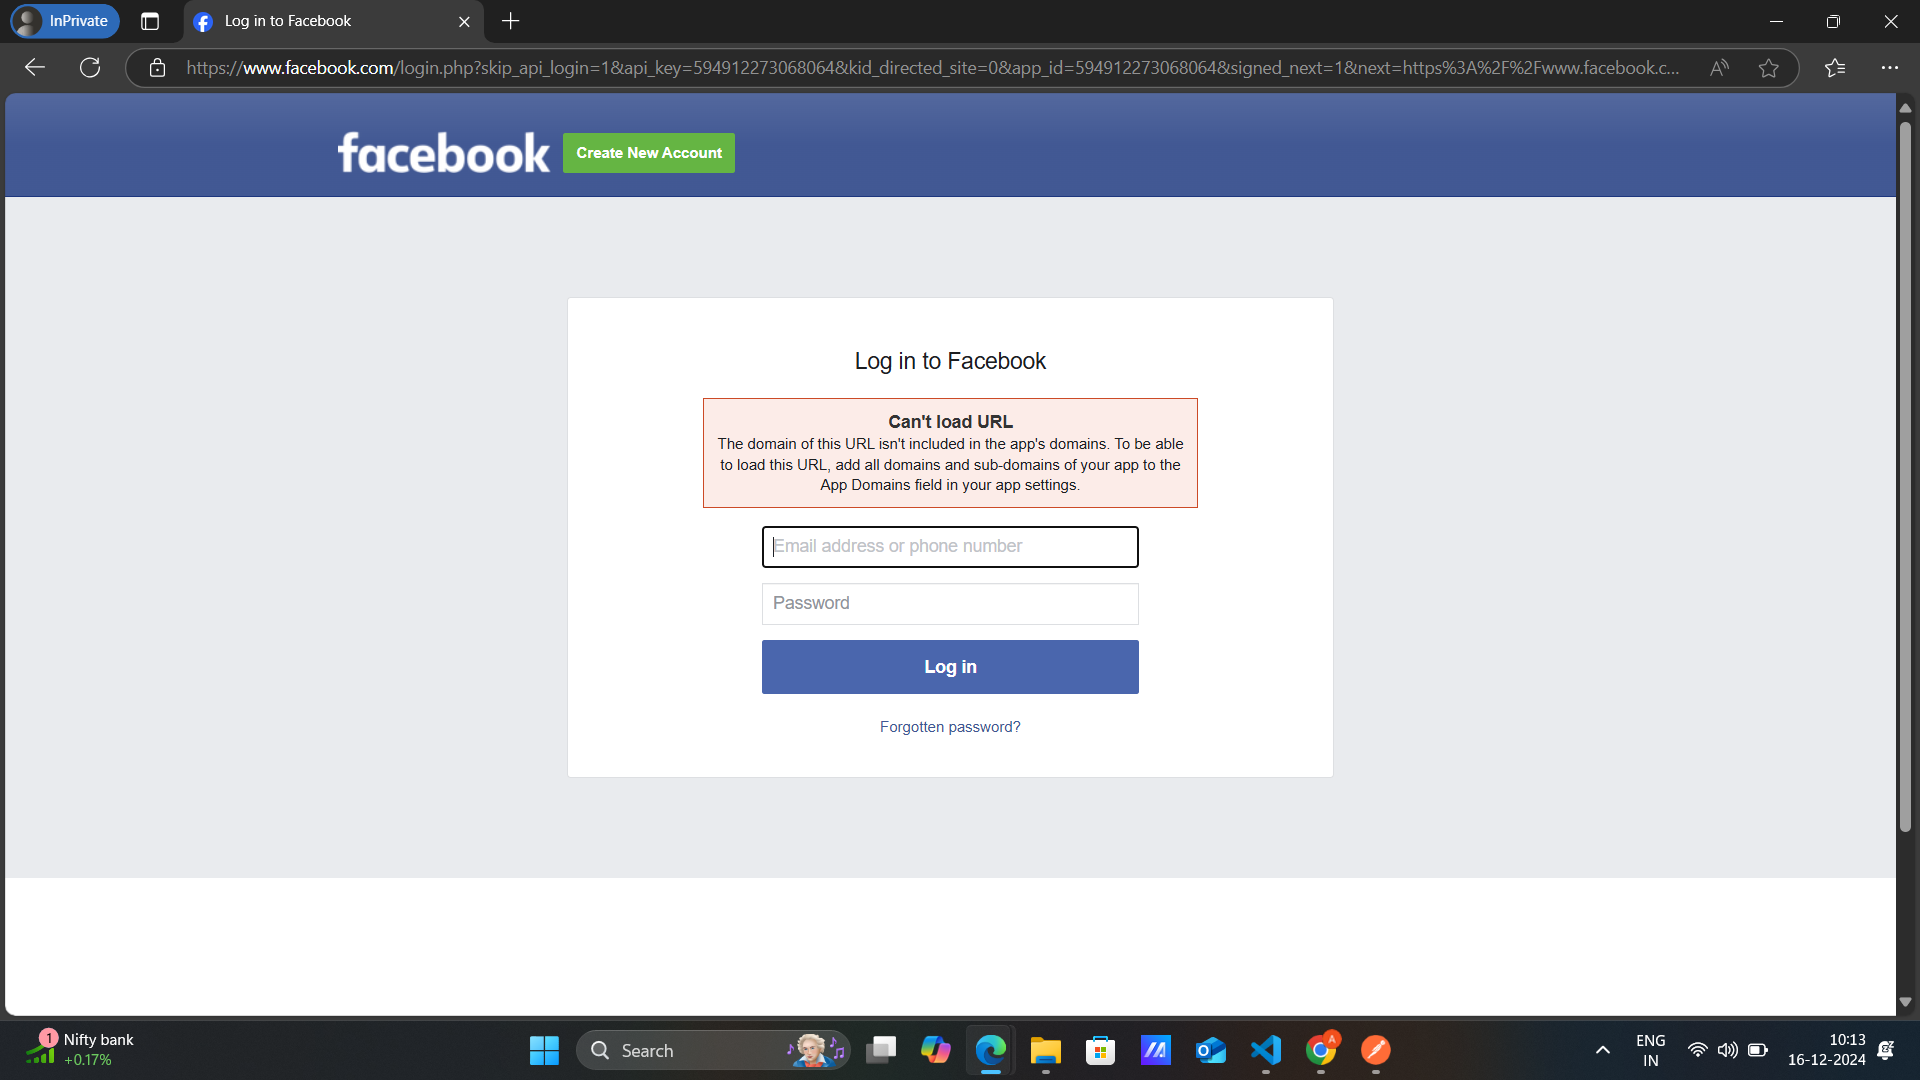 InPrivate
Log in to Facebook
https://www.facebook.com/login.php?skip_api_login=1&api_key=594912273068064&kid_directed_site=0&app_id=594912273068064&signed_next=1&next=https%3A%2F%2Fwww.facebook.c...
facebook
Create New Account
Log in to Facebook
Can't load URL
The domain of this URL isn't included in the app's domains. To be able
to load this URL, add all domains and sub-domains of your app to the
App Domains field in your app settings.
Email address or phone number
Password
Log in
Forgotten password?
1
Nifty bank
+0.17%
Search
A
ENG
IN
10:13
16-12-2024